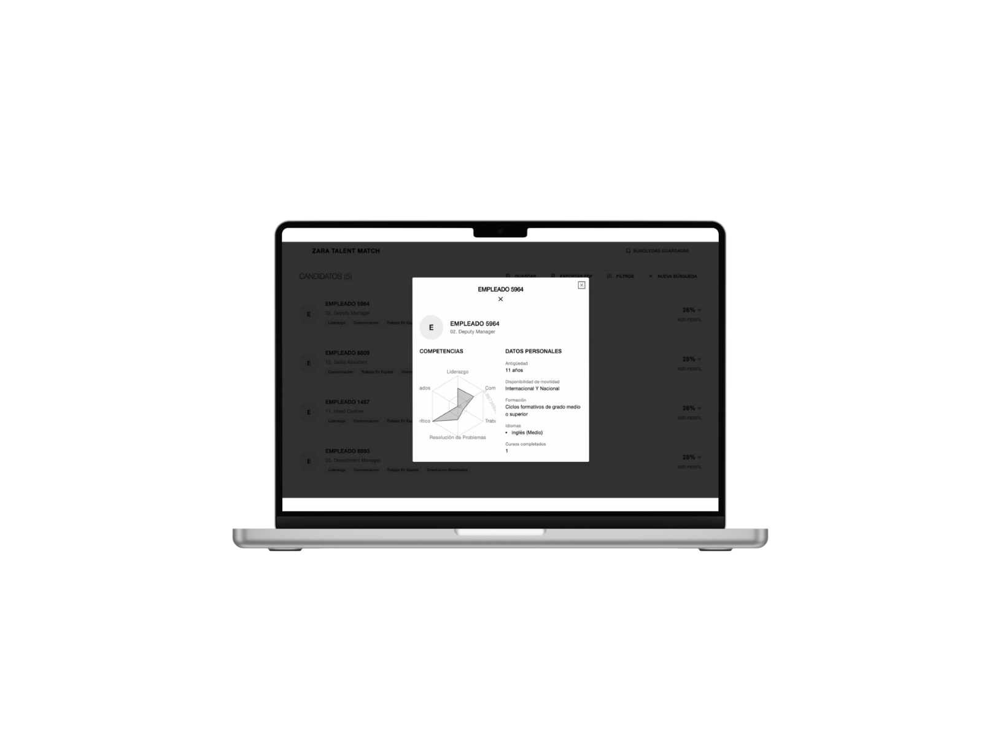 ZARA TALENT MATCH
BÚSQUEDAS GUARDADAS
CANDIDATOS (5)
GUARDAR
EXPORTAR PDF
FILTROS
NUEVA BÚSQUEDA
EMPLEADO 5964
02. Deputy Manager
Liderazgo
Comunicacion
Trabajo En Equ
28%
VER PERFIL
EMPLEADO 8809
13. Sales Assistant
Comunicacion
Trabajo En Equipo
Orient
28%
VER PERFIL
EMPLEADO 1457
11. Head Cashier
Liderazgo
Comunicacion
Trabajo En Equ
28%
VER PERFIL
EMPLEADO 8993
03. Department Manager
Liderazgo
Comunicacion
Trabajo En Equipo
Orientacion Resultados
28%
VER PERFIL
EMPLEADO 5964
E
EMPLEADO 5964
02. Deputy Manager
COMPETENCIAS
Liderazgo
Com
Trab
Resolución de Problemas
rítico
ados
DATOS PERSONALES
Antigüedad
11 años
Disponibilidad de movilidad
Internacional Y Nacional
Formación
Ciclos formativos de grado medio
o superior
Idiomas
• inglés (Medio)
Cursos completados
1